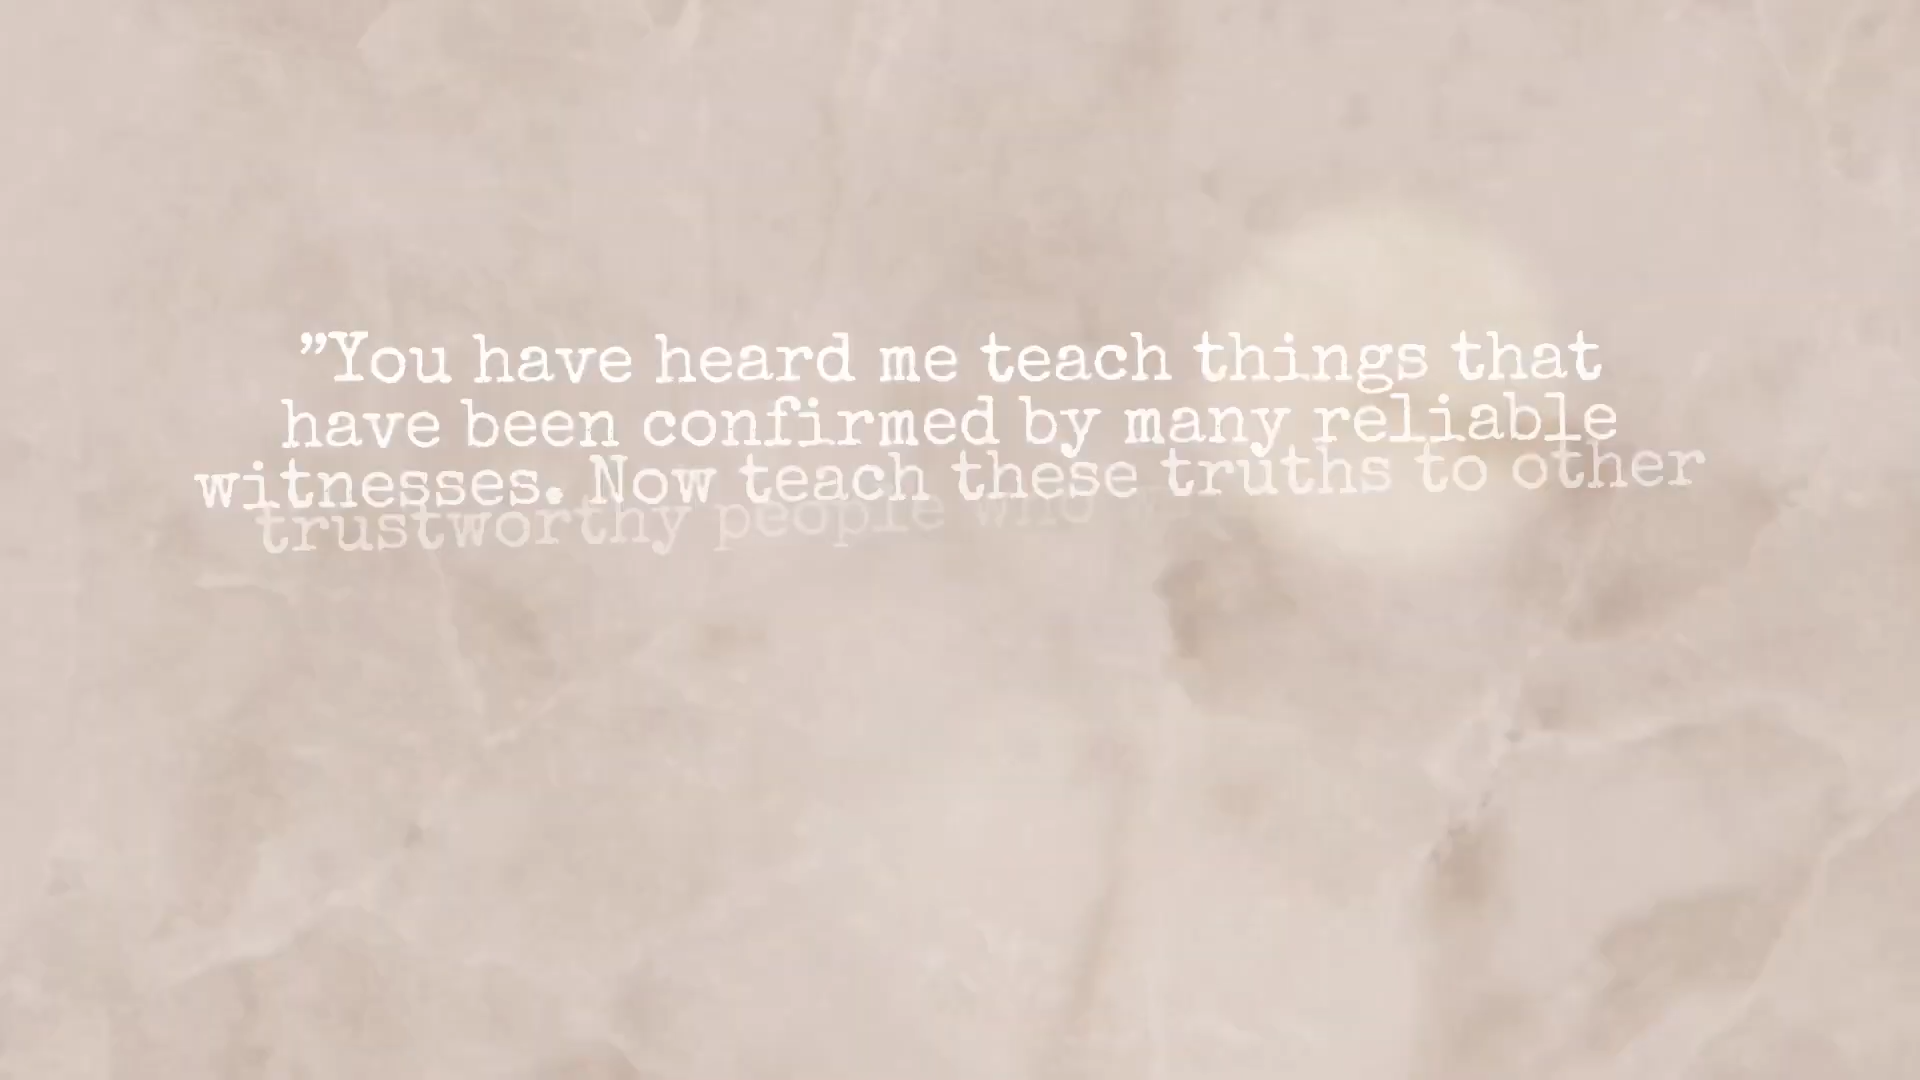 ”You have heard me teach things that
have been confirmed by many reliable
witnesses. Now teach these truths to other
trustworthy people who